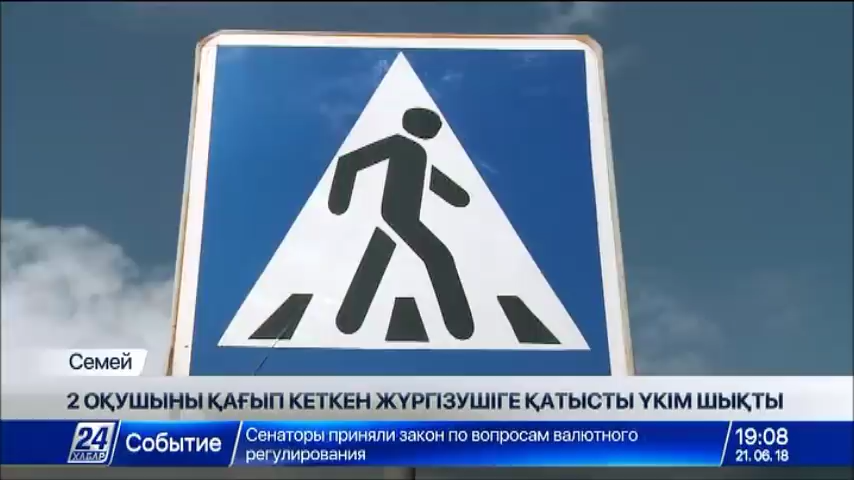 Семей
2 ОҚУШЫНЫ ҚАҒЫП КЕТКЕН ЖҮРГІЗУШІГЕ ҚАТЫСТЫ ҮКІМ ШЫҚТЫ
24
ХАБАР
Событие
Сенаторы приняли закон по вопросам валютного
регулирования
19:08
21.06.18